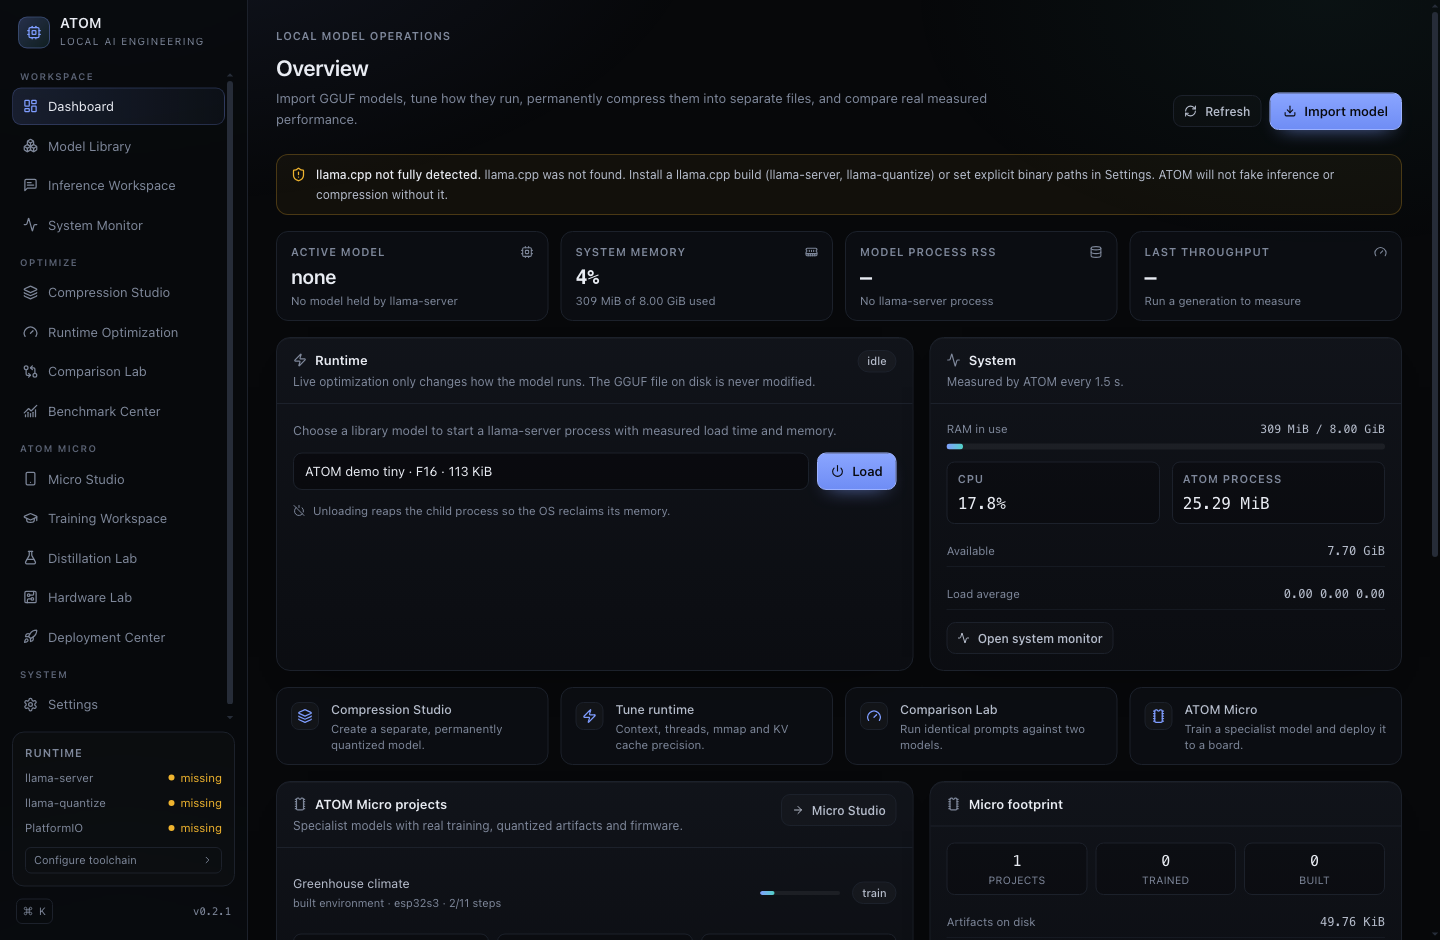 ATOM
LOCAL AI ENGINEERING
WORKSPACE
Dashboard
Model Library
Inference Workspace
System Monitor
OPTIMIZE
Compression Studio
Runtime Optimization
Comparison Lab
Benchmark Center
ATOM MICRO
Micro Studio
Training Workspace
Distillation Lab
Hardware Lab
Deployment Center
SYSTEM
Settings
RUNTIME
llama-server missing
llama-quantize missing
PlatformIO missing
Configure toolchain
⌘ K v0.2.1
LOCAL MODEL OPERATIONS
Overview
Import GGUF models, tune how they run, permanently compress them into separate files, and compare real measured
performance.
Refresh
Import model
llama.cpp not fully detected. llama.cpp was not found. Install a llama.cpp build (llama-server, llama-quantize) or set explicit binary paths in Settings. ATOM will not fake inference or
compression without it.
ACTIVE MODEL
none
No model held by llama-server
SYSTEM MEMORY
4%
309 MiB of 8.00 GiB used
MODEL PROCESS RSS
—
No llama-server process
LAST THROUGHPUT
—
Run a generation to measure
Runtime idle
Live optimization only changes how the model runs. The GGUF file on disk is never modified.
Choose a library model to start a llama-server process with measured load time and memory.
ATOM demo tiny · F16 · 113 KiB
Load
Unloading reaps the child process so the OS reclaims its memory.
System
Measured by ATOM every 1.5 s.
RAM in use 309 MiB / 8.00 GiB
CPU
17.8%
ATOM PROCESS
25.29 MiB
Available 7.70 GiB
Load average 0.00 0.00 0.00
Open system monitor
Compression Studio
Create a separate, permanently
quantized model.
Tune runtime
Context, threads, mmap and KV
cache precision.
Comparison Lab
Run identical prompts against two
models.
ATOM Micro
Train a specialist model and deploy it
to a board.
ATOM Micro projects
Specialist models with real training, quantized artifacts and firmware.
Micro Studio
Greenhouse climate
built environment · esp32s3 · 2/11 steps
train
Micro footprint
1
PROJECTS
0
TRAINED
0
BUILT
Artifacts on disk 49.76 KiB